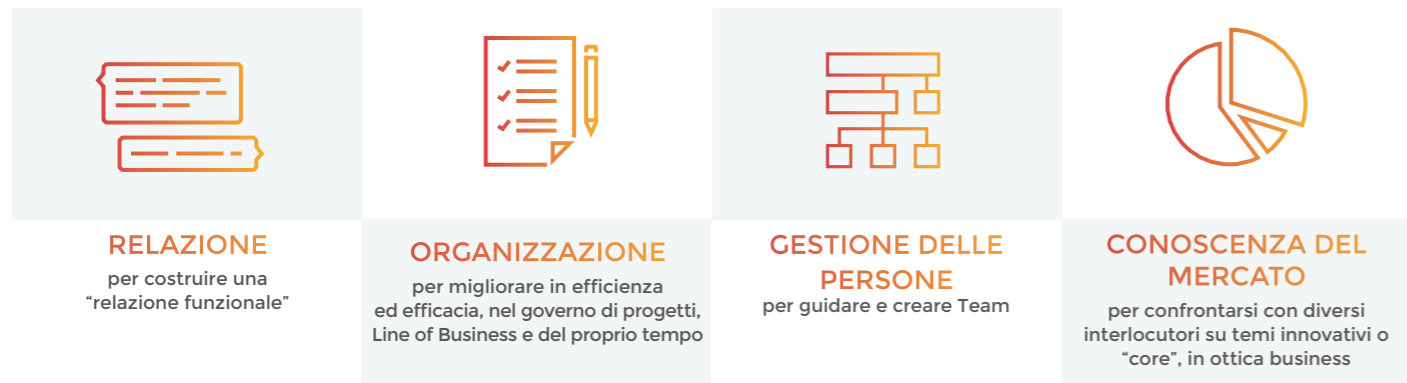 RELAZIONE
per costruire una
“relazione funzionale”
ORGANIZZAZIONE
per migliorare in efficienza
ed efficacia, nel governo di progetti,
Line of Business e del proprio tempo
GESTIONE DELLE
PERSONE
per guidare e creare Team
CONOSCENZA DEL
MERCATO
per confrontarsi con diversi
interlocutori su temi innovativi o
“core”, in ottica business